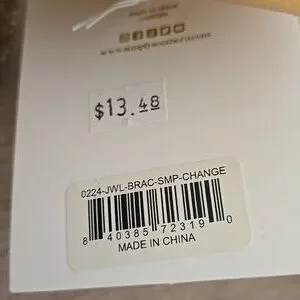 $13.48
0224-JWL-BRAC-SMP-CHANGE
8 40385 72319 0
MADE IN CHINA